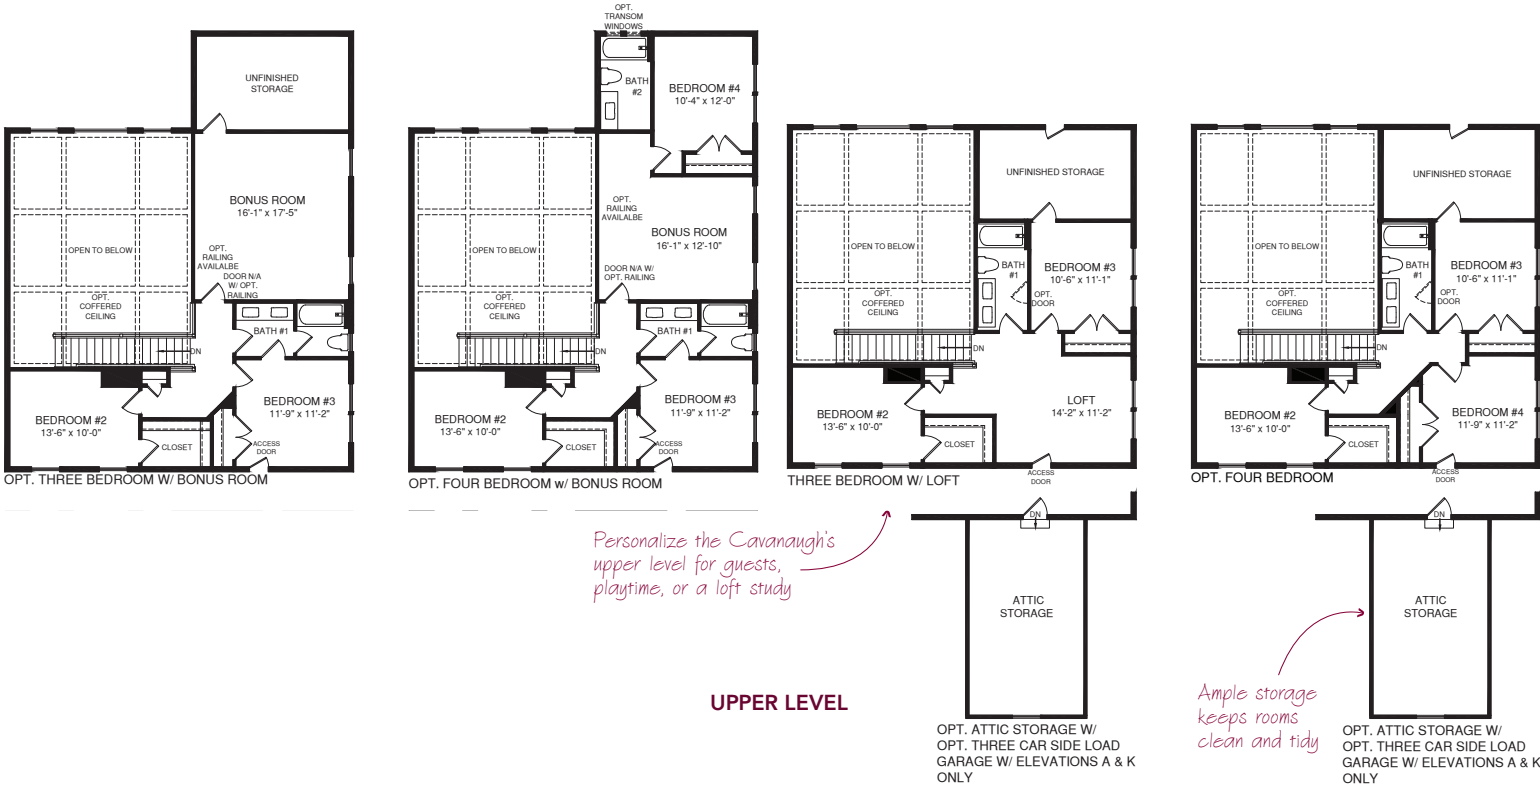 UNFINISHED
STORAGE
BONUS ROOM
16'-1" x 17'-5"
OPEN TO BELOW
OPT.
RAILING
AVAILALBE
DOOR N/A
W/ OPT.
RAILING
OPT.
COFFERED
CEILING
BATH #1
DN
BEDROOM #3
11'-9" x 11'-2"
BEDROOM #2
13'-6" x 10'-0"
CLOSET
ACCESS
DOOR
OPT. THREE BEDROOM W/ BONUS ROOM
OPT.
TRANSOM
WINDOWS
BATH
#2
BEDROOM #4
10'-4" x 12'-0"
OPT.
RAILING
AVAILALBE
BONUS ROOM
16'-1" x 12'-10"
OPEN TO BELOW
DOOR N/A W/
OPT. RAILING
OPT.
COFFERED
CEILING
BATH #1
DN
BEDROOM #3
11'-9" x 11'-2"
BEDROOM #2
13'-6" x 10'-0"
CLOSET
ACCESS
DOOR
OPT. FOUR BEDROOM w/ BONUS ROOM
UNFINISHED STORAGE
OPEN TO BELOW
BATH
#1
BEDROOM #3
10'-6" x 11'-1"
OPT.
DOOR
OPT.
COFFERED
CEILING
DN
LOFT
14'-2" x 11'-2"
BEDROOM #2
13'-6" x 10'-0"
CLOSET
ACCESS
DOOR
THREE BEDROOM W/ LOFT
UNFINISHED STORAGE
OPEN TO BELOW
BATH
#1
BEDROOM #3
10'-6" x 11'-1"
OPT.
DOOR
OPT.
COFFERED
CEILING
DN
BEDROOM #4
11'-9" x 11'-2"
BEDROOM #2
13'-6" x 10'-0"
CLOSET
ACCESS
DOOR
OPT. FOUR BEDROOM
Personalize the Cavanaugh's
upper level for guests,
playtime, or a loft study
DN
ATTIC
STORAGE
OPT. ATTIC STORAGE W/
OPT. THREE CAR SIDE LOAD
GARAGE W/ ELEVATIONS A & K
ONLY
DN
ATTIC
STORAGE
Ample storage
keeps rooms
clean and tidy
OPT. ATTIC STORAGE W/
OPT. THREE CAR SIDE LOAD
GARAGE W/ ELEVATIONS A & K
ONLY
UPPER LEVEL